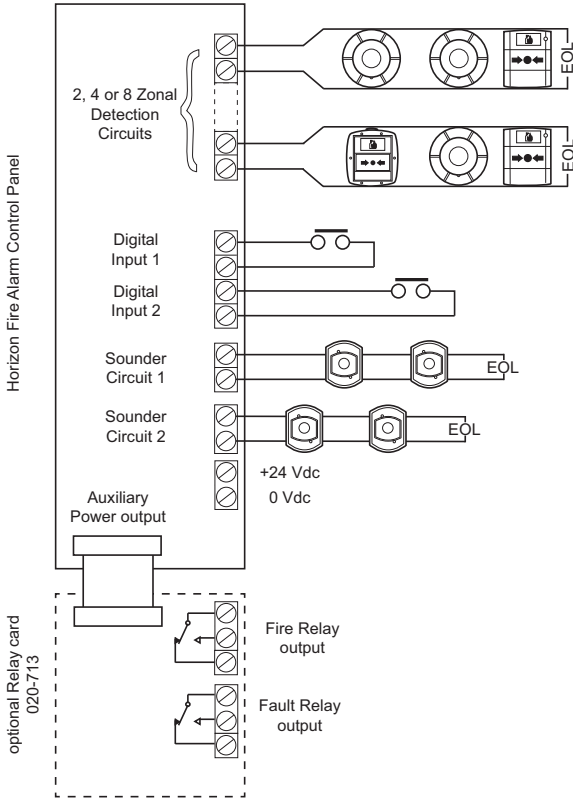 Horizon Fire Alarm Control Panel
2, 4 or 8 Zonal
Detection
Circuits
EOL
EOL
Digital
Input 1
Digital
Input 2
Sounder
Circuit 1
EOL
Sounder
Circuit 2
EOL
+24 Vdc
0 Vdc
Auxiliary
Power output
optional Relay card
020-713
Fire Relay
output
Fault Relay
output